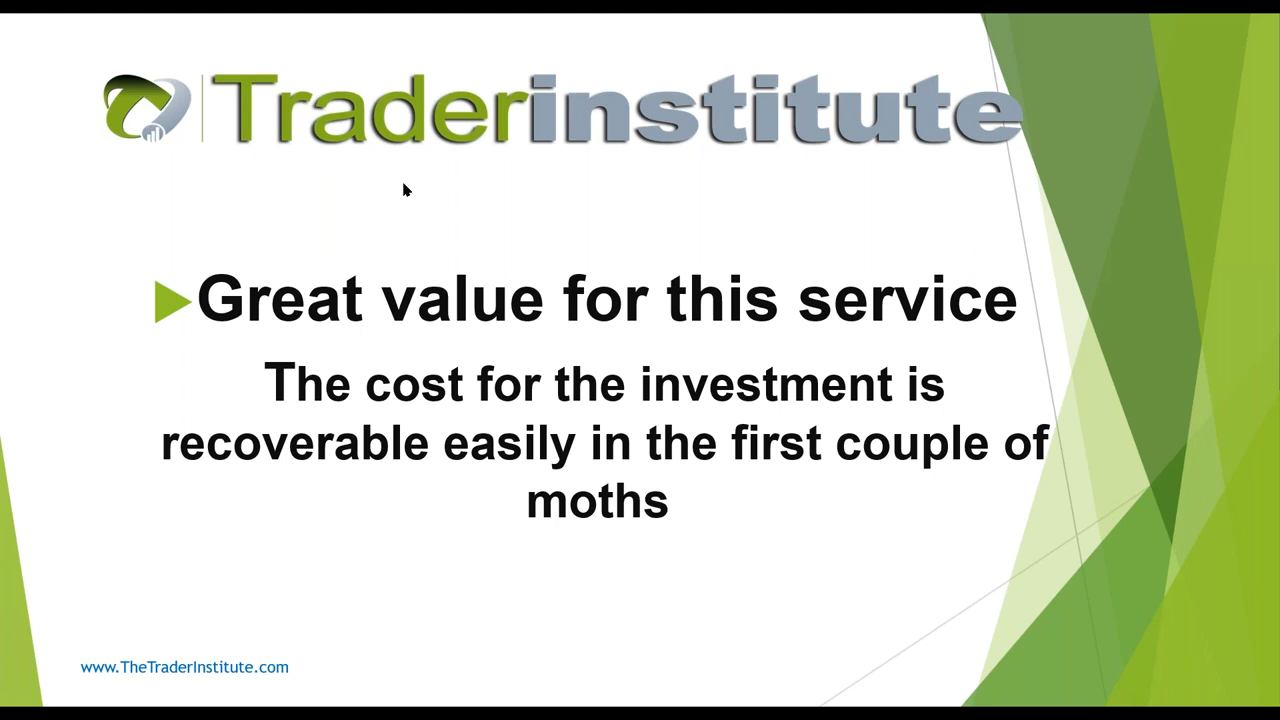 Traderinstitute
Great value for this service
The cost for the investment is
recoverable easily in the first couple of
moths
www.TheTraderInstitute.com